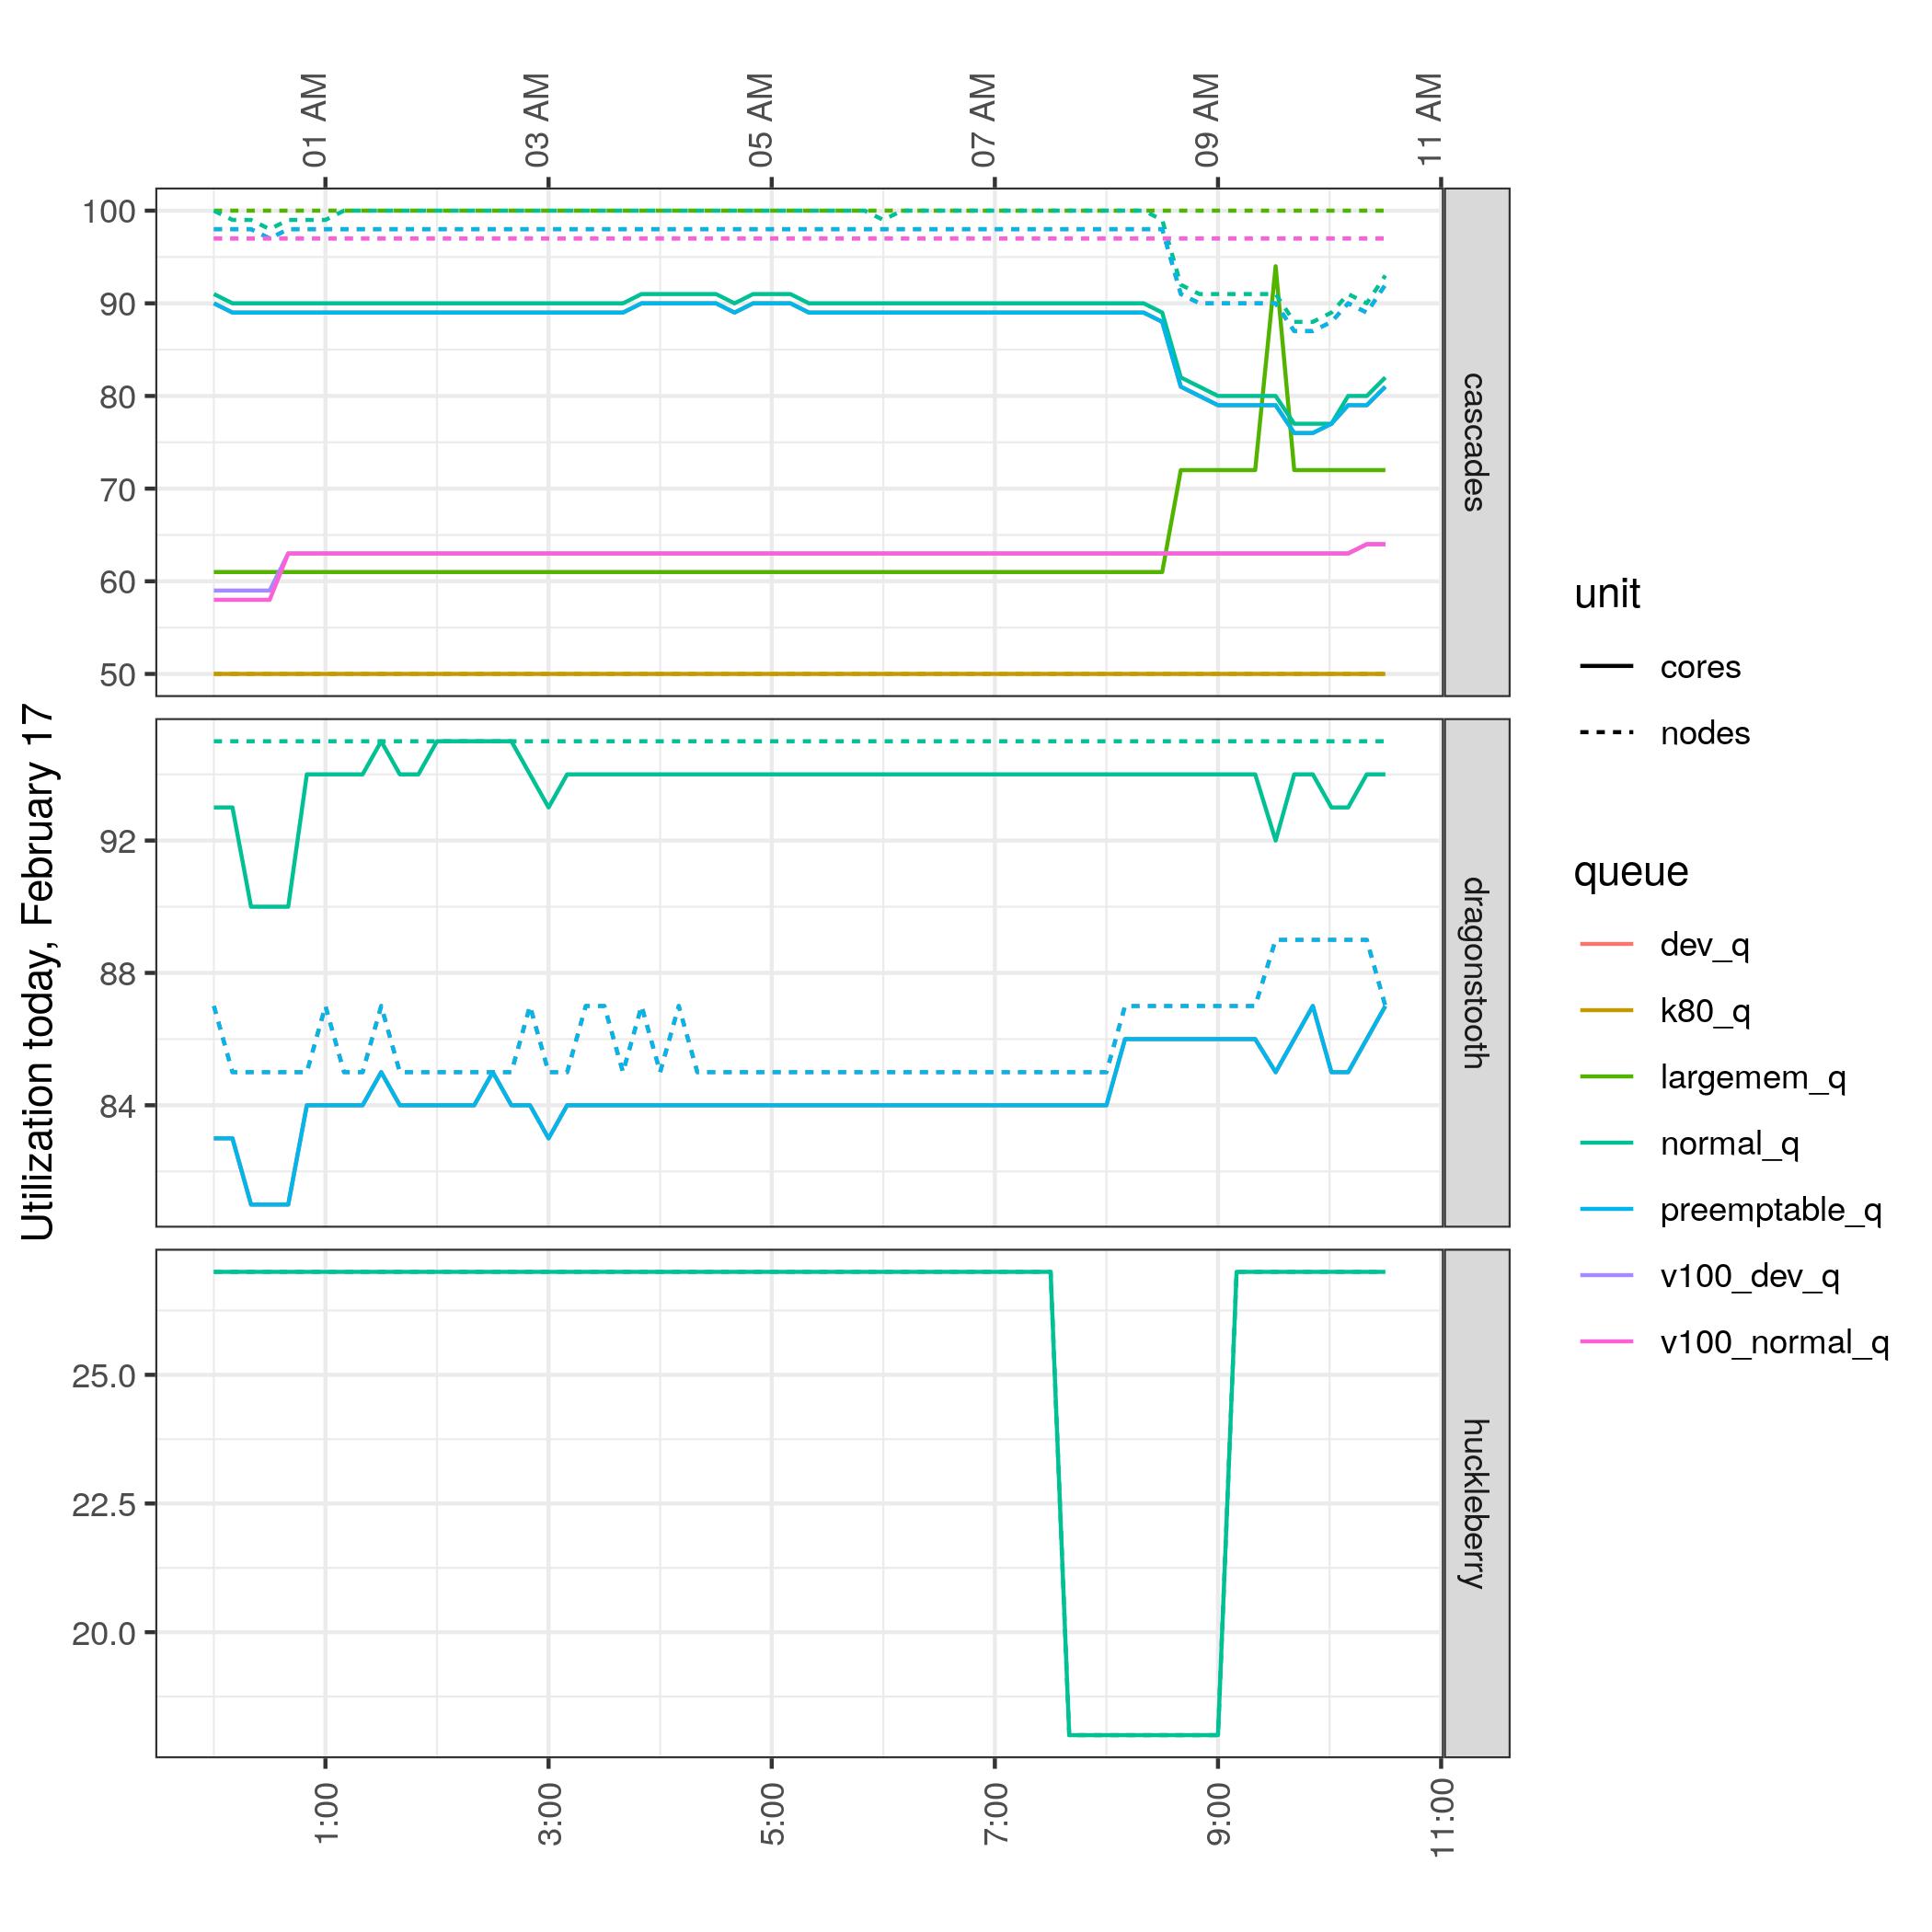 01 AM
03 AM
05 AM
07 AM
09 AM
11 AM
100
90
80
70
60
50
cascades
92
88
84
dragonstooth
25.0
22.5
20.0
huckleberry
1:00
3:00
5:00
7:00
9:00
11:00
Utilization today, February 17
unit
cores
nodes
queue
dev_q
k80_q
largemem_q
normal_q
preemptable_q
v100_dev_q
v100_normal_q